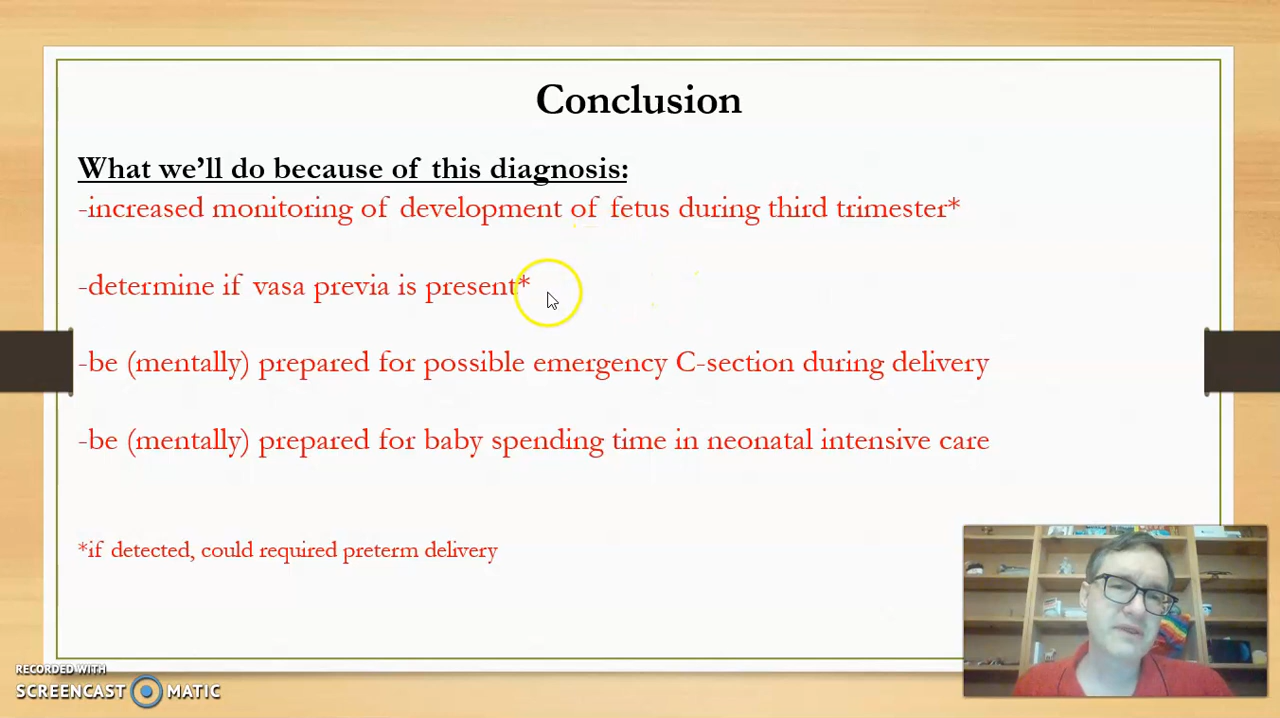 Conclusion
What we'll do because of this diagnosis:
-increased monitoring of development of fetus during third trimester*
-determine if vasa previa is present*
-be (mentally) prepared for possible emergency C-section during delivery
-be (mentally) prepared for baby spending time in neonatal intensive care
*if detected, could required preterm delivery
RECORDED WITH
SCREENCAST MATIC